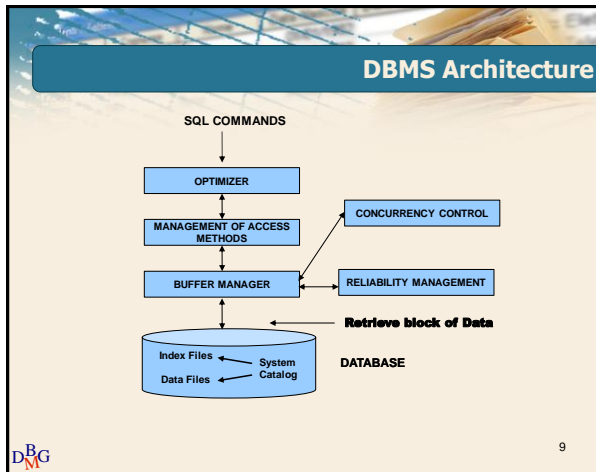 DBMS Architecture
SQL COMMANDS
OPTIMIZER
MANAGEMENT OF ACCESS
METHODS
CONCURRENCY CONTROL
BUFFER MANAGER
RELIABILITY MANAGEMENT
Retrieve block of Data
Index Files
System
Catalog
Data Files
DATABASE
DBMG
9